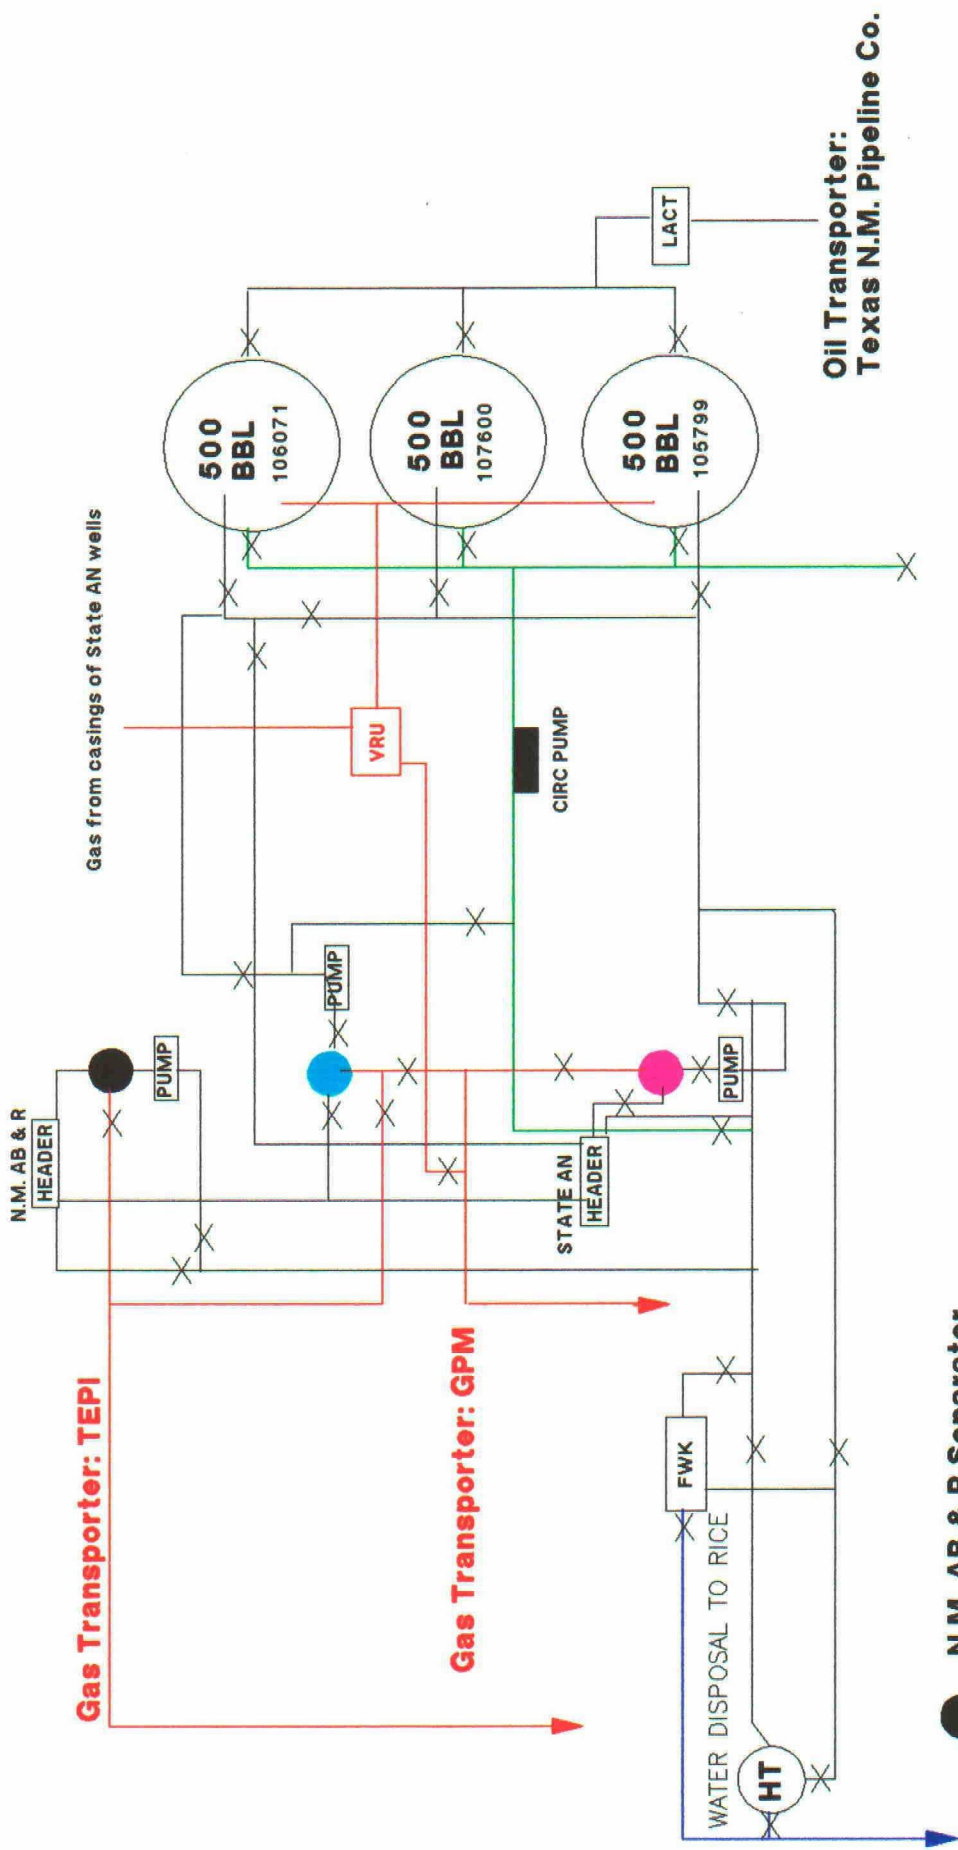 N.M. AB & R
HEADER
Gas from casings of State AN wells
Gas Transporter: TEPI
PUMP
500
BBL
106071
PUMP
VRU
500
BBL
107600
Gas Transporter: GPM
STATE AN
HEADER
CIRC PUMP
500
BBL
105799
LACT
FWK
WATER DISPOSAL TO RICE
PUMP
HT
Oil Transporter:
Texas N.M. Pipeline Co.
N.M. AB & R